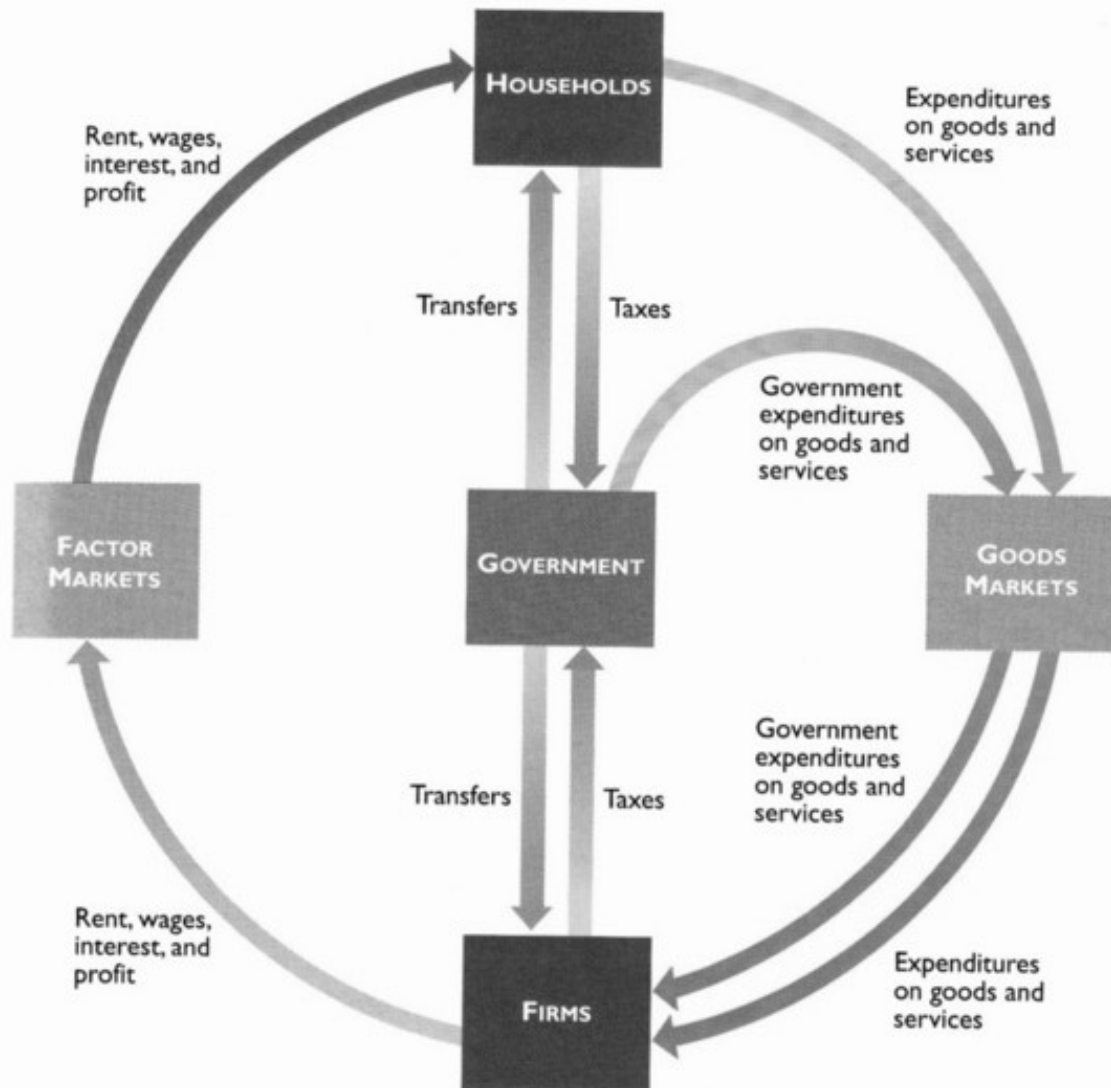 HOUSEHOLDS
Expenditures
on goods and
services
Rent, wages,
interest, and
profit
Transfers
Taxes
Government
expenditures
on goods and
services
FACTOR
MARKETS
GOVERNMENT
GOODS
MARKETS
Government
expenditures
on goods and
services
Transfers
Taxes
Rent, wages,
interest, and
profit
Expenditures
on goods and
services
FIRMS